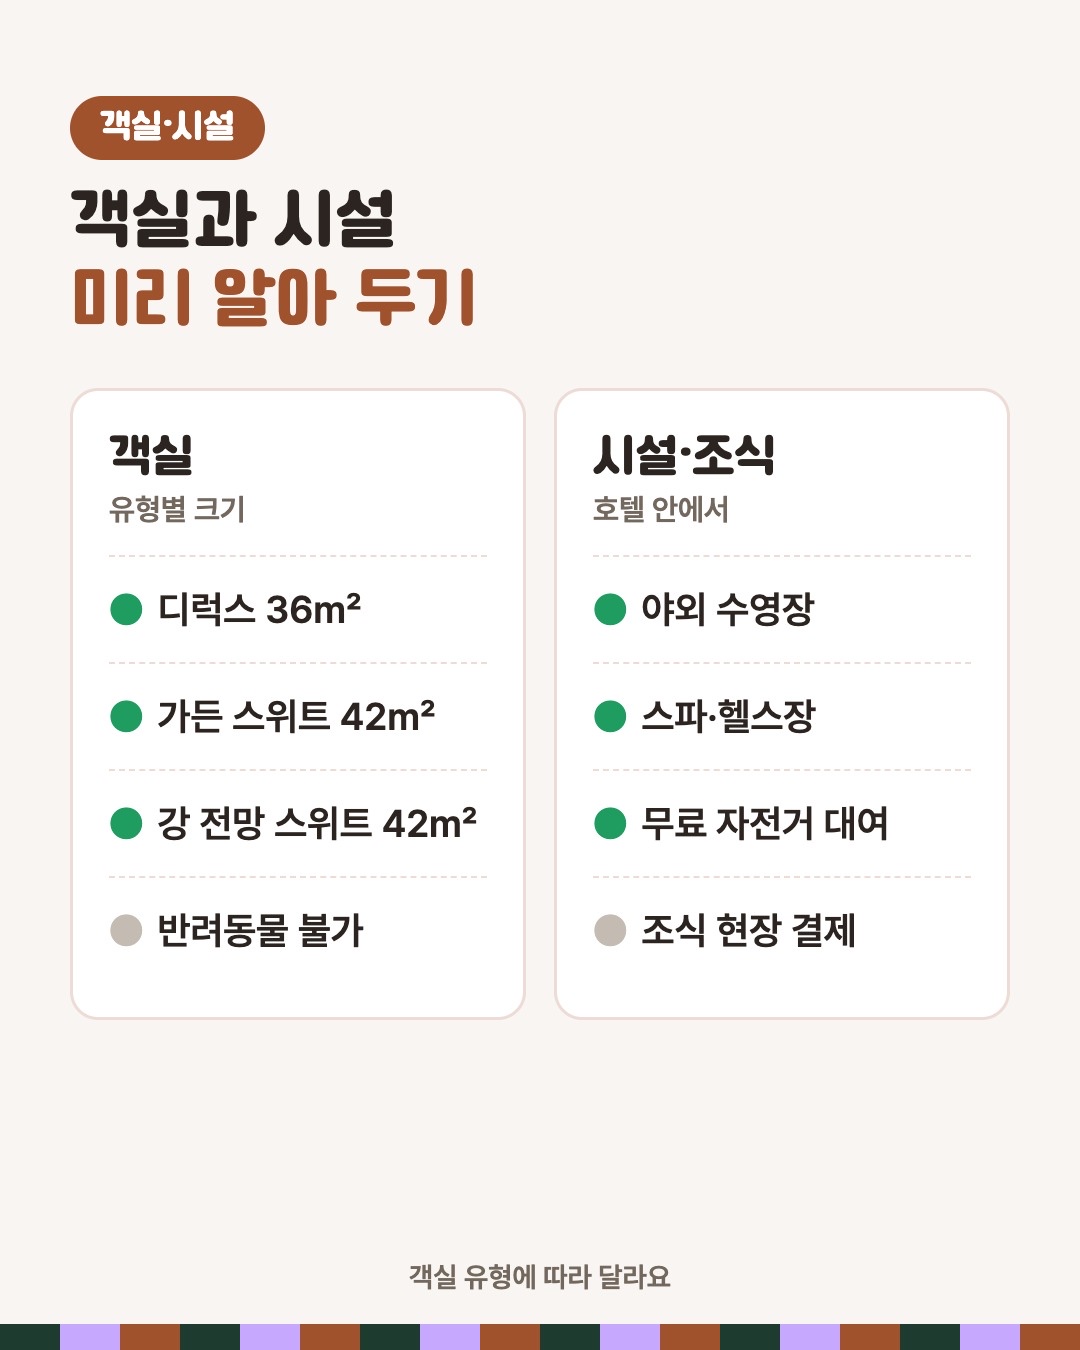 객실·시설
객실과 시설
미리 알아 두기
객실
유형별 크기
디럭스 36m²
가든 스위트 42m²
강 전망 스위트 42m²
반려동물 불가
시설·조식
호텔 안에서
야외 수영장
스파·헬스장
무료 자전거 대여
조식 현장 결제
객실 유형에 따라 달라요